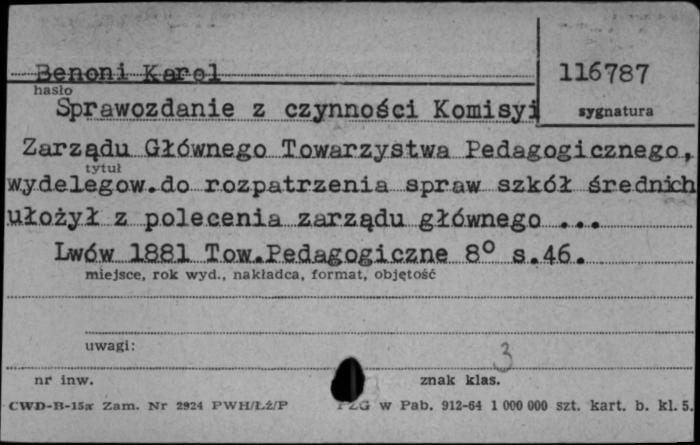 Benoni Karol
hasło
116787
sygnatura
Sprawozdanie z czynności Komisyi
Zarządu Głównego Towarzystwa Pedagogicznego,
tytuł
wydelegow.do rozpatrzenia spraw szkół średnich
ułożył z polecenia zarządu głównego ...
Lwów 1881 Tow.Pedagogiczne 8° s.46.
miejsce, rok wyd., nakładca, format, objętość
uwagi:
3
nr inw.
znak klas.
CWD-B-15a Zam. Nr 2924 PWH/Łż/P
PZG w Pab. 912-64 1 000 000 szt. kart. b. kl. 5.